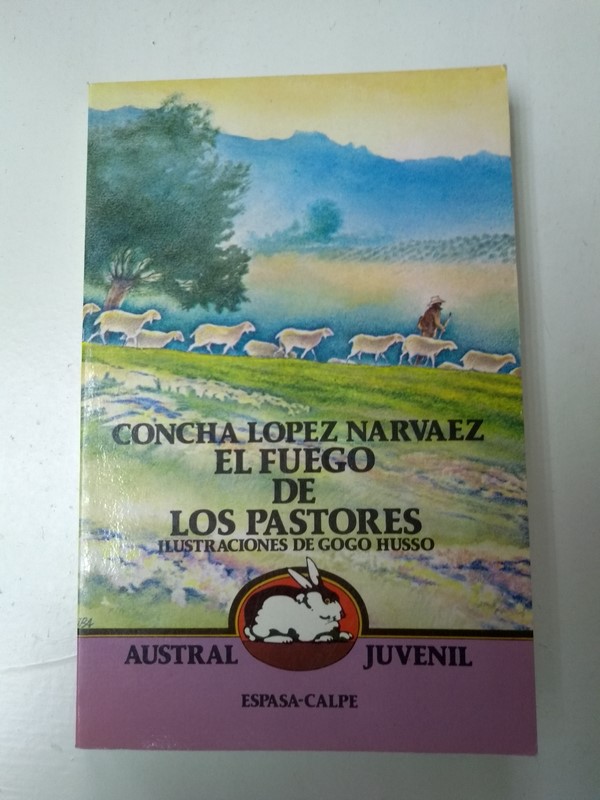 CONCHA LOPEZ NARVAEZ
EL FUEGO
DE
LOS PASTORES
ILUSTRACIONES DE GOGO HUSSO
AUSTRAL JUVENIL
ESPASA-CALPE